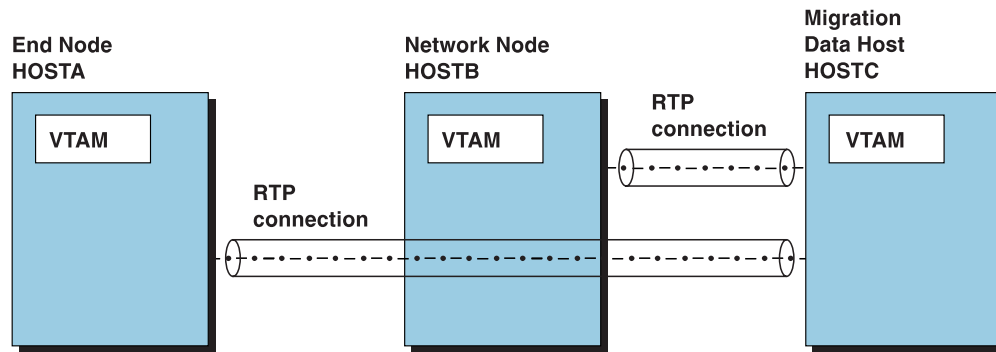 End Node
HOSTA
Network Node
HOSTB
Migration
Data Host
HOSTC
VTAM
VTAM
VTAM
RTP
connection
RTP
connection